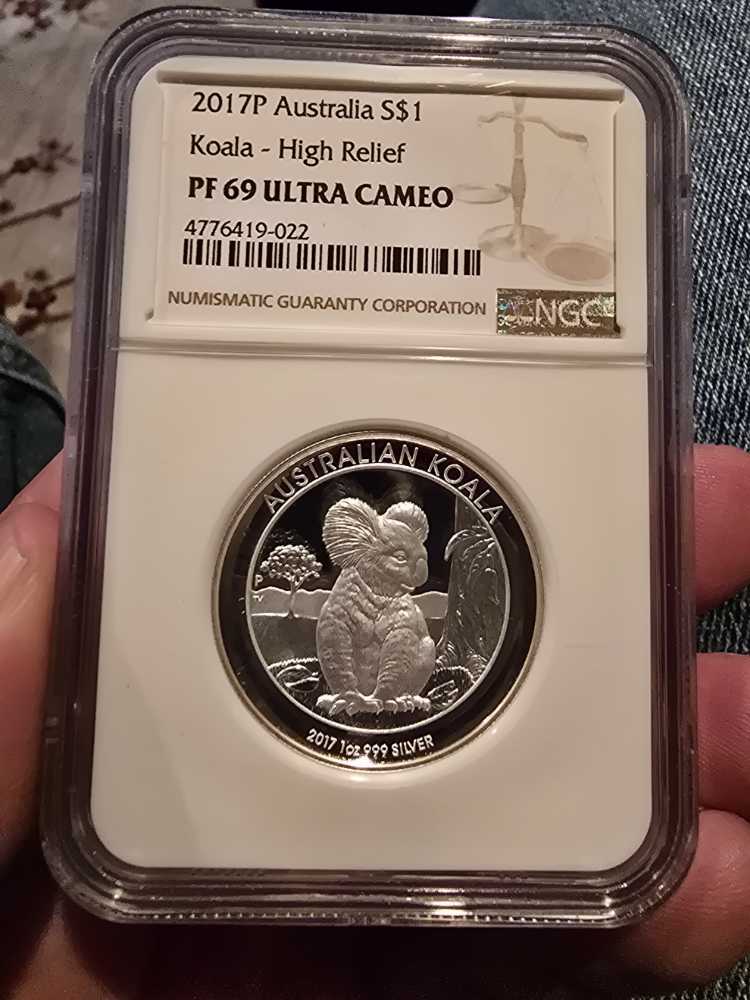 2017P Australia S$1
Koala - High Relief
PF 69 ULTRA CAMEO
4776419-022
NUMISMATIC GUARANTY CORPORATION
NGC
AUSTRALIAN KOALA
P
TV
2017 1oz 999 SILVER